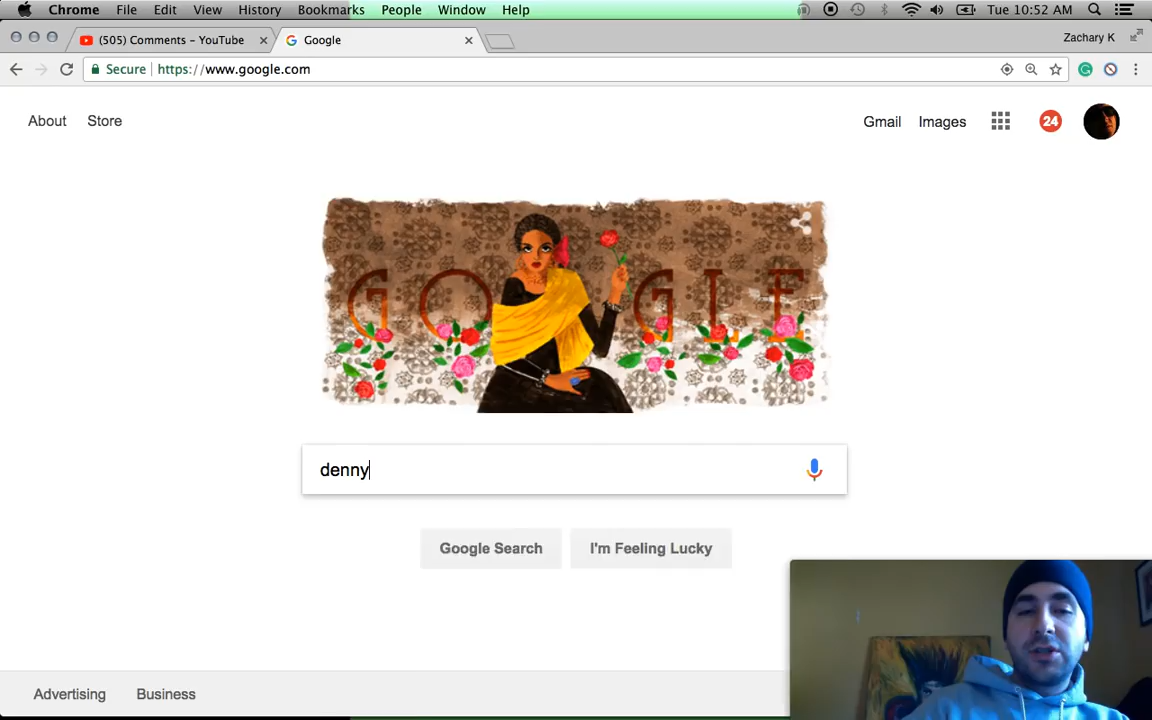 Chrome File Edit View History Bookmarks People Window Help Tue 10:52 AM
(505) Comments - YouTube Google Zachary K
Secure https://www.google.com
About Store Gmail Images 24
GOOGLE
denny
Google Search I'm Feeling Lucky
Advertising Business